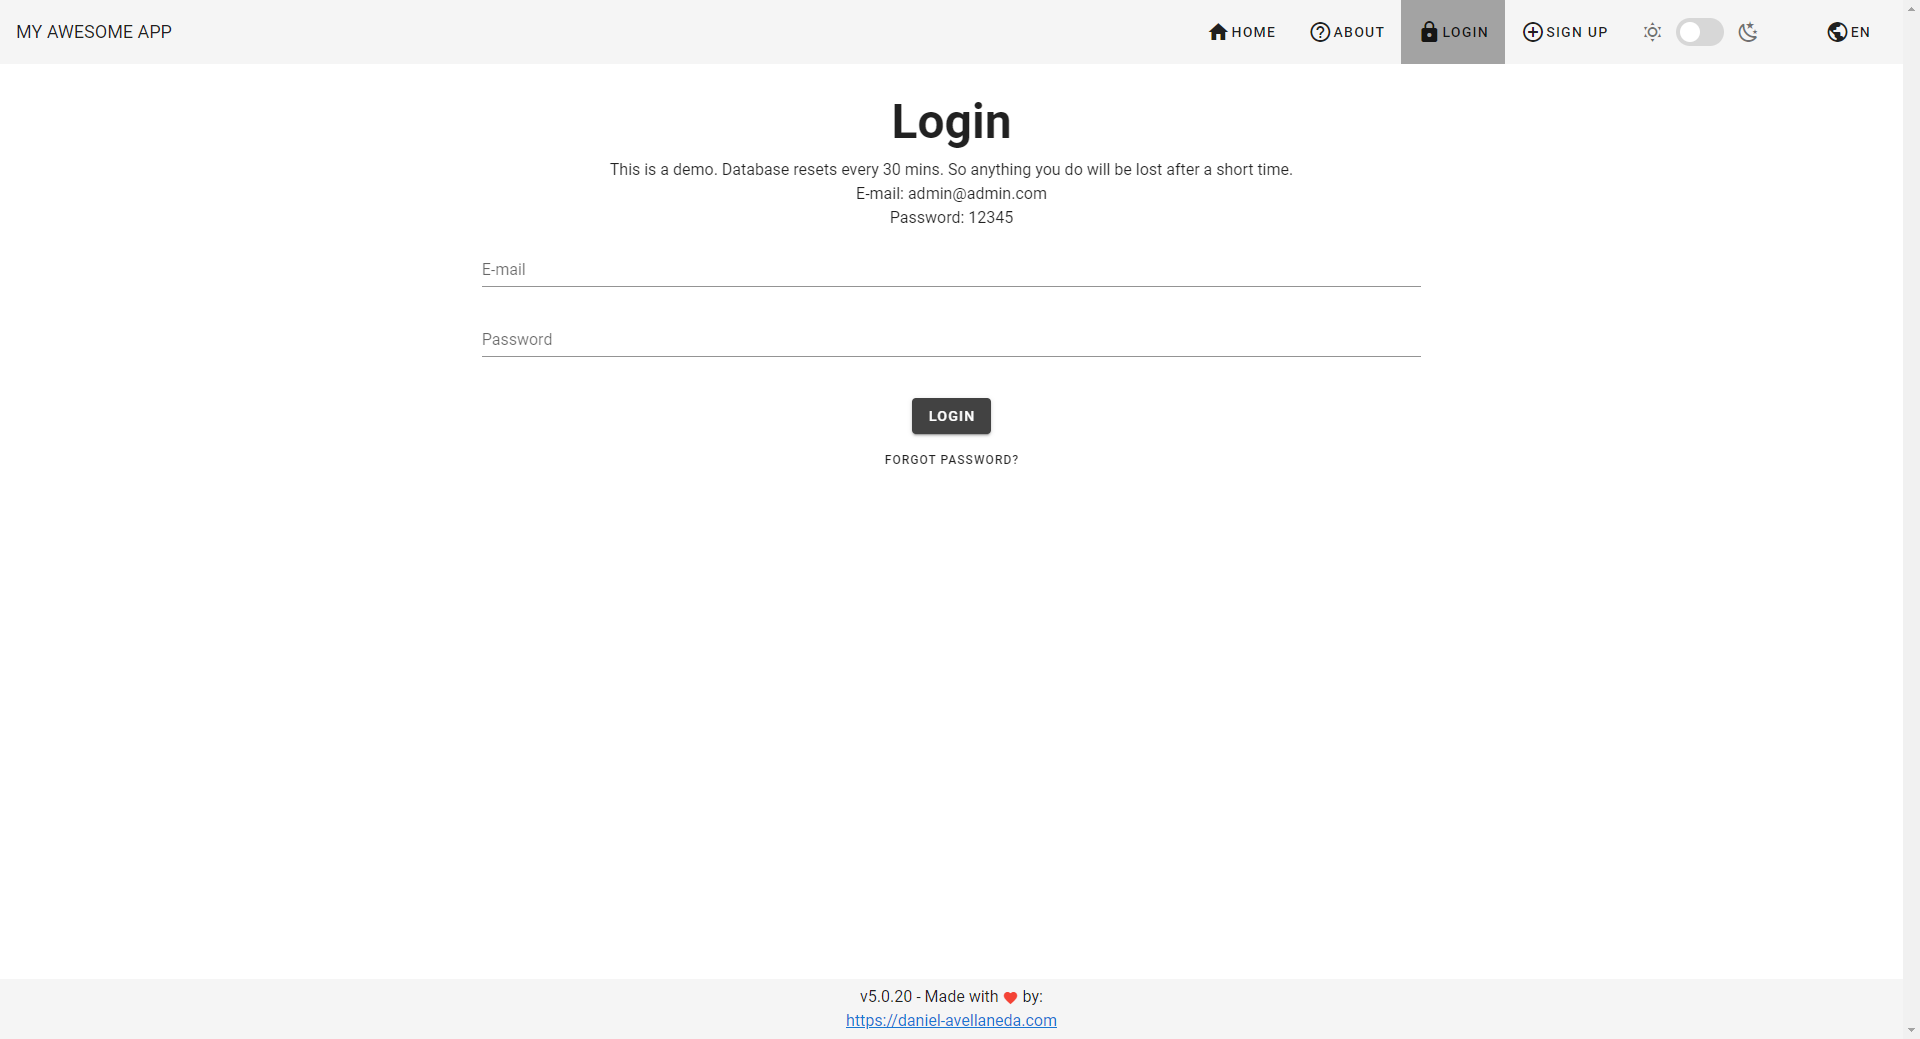 MY AWESOME APP
HOME
ABOUT
LOGIN
SIGN UP
EN
Login
This is a demo. Database resets every 30 mins. So anything you do will be lost after a short time.
E-mail: admin@admin.com
Password: 12345
E-mail
Password
LOGIN
FORGOT PASSWORD?
v5.0.20 - Made with by:
https://daniel-avellaneda.com